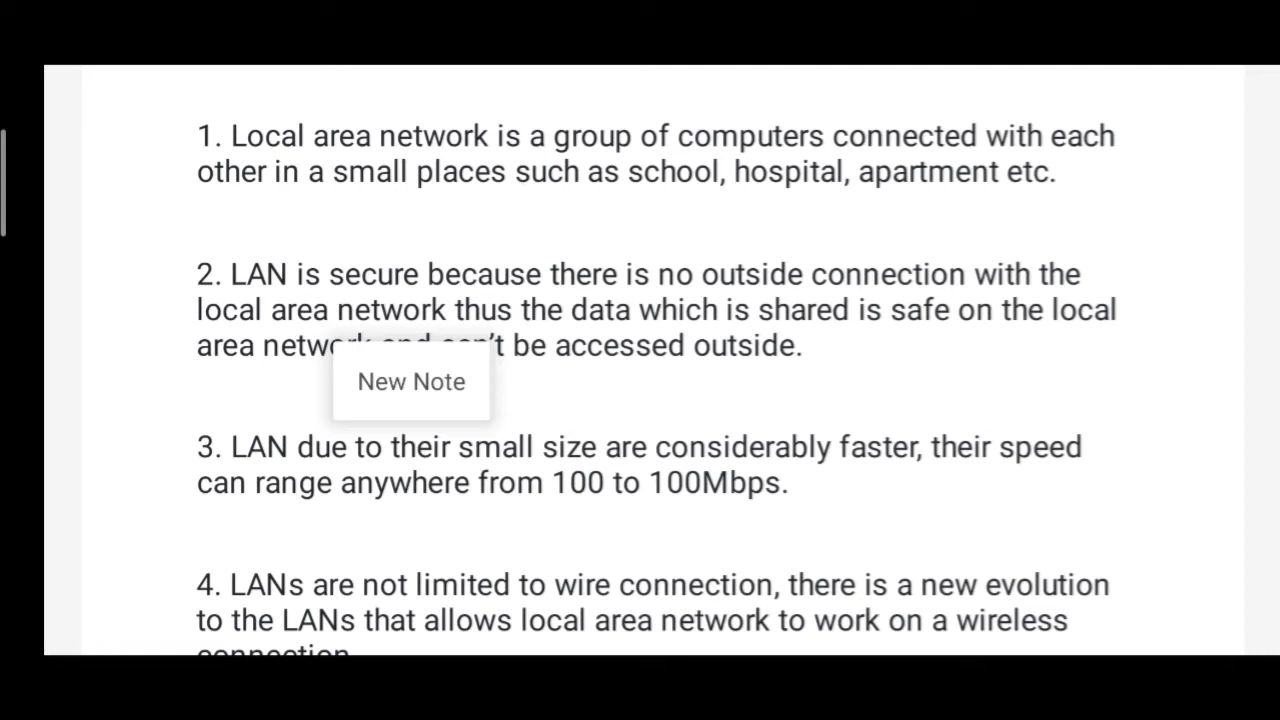 1. Local area network is a group of computers connected with each
other in a small places such as school, hospital, apartment etc.
2. LAN is secure because there is no outside connection with the
local area network thus the data which is shared is safe on the local
area network and can't be accessed outside.
New Note
3. LAN due to their small size are considerably faster, their speed
can range anywhere from 100 to 100Mbps.
4. LANs are not limited to wire connection, there is a new evolution
to the LANs that allows local area network to work on a wireless
connection